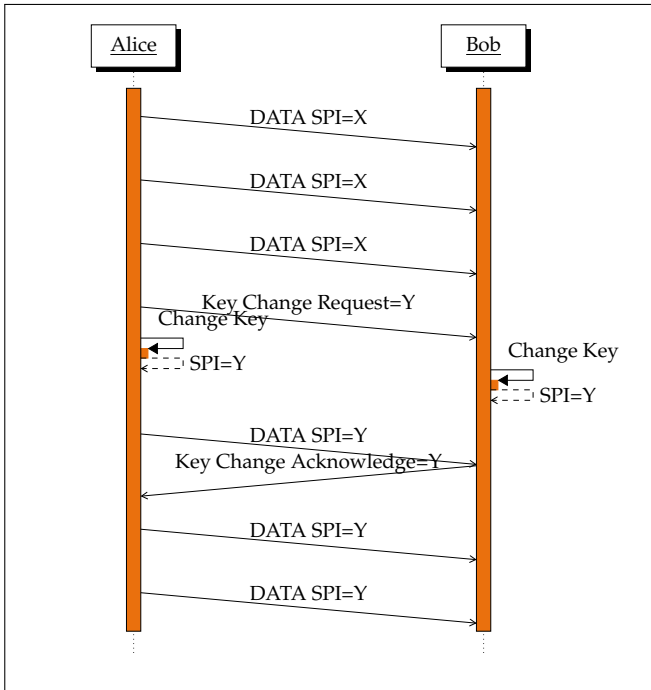 Alice
Bob
DATA SPI=X
DATA SPI=X
DATA SPI=X
Key Change Request=Y
Change Key
SPI=Y
Change Key
SPI=Y
DATA SPI=Y
Key Change Acknowledge=Y
DATA SPI=Y
DATA SPI=Y